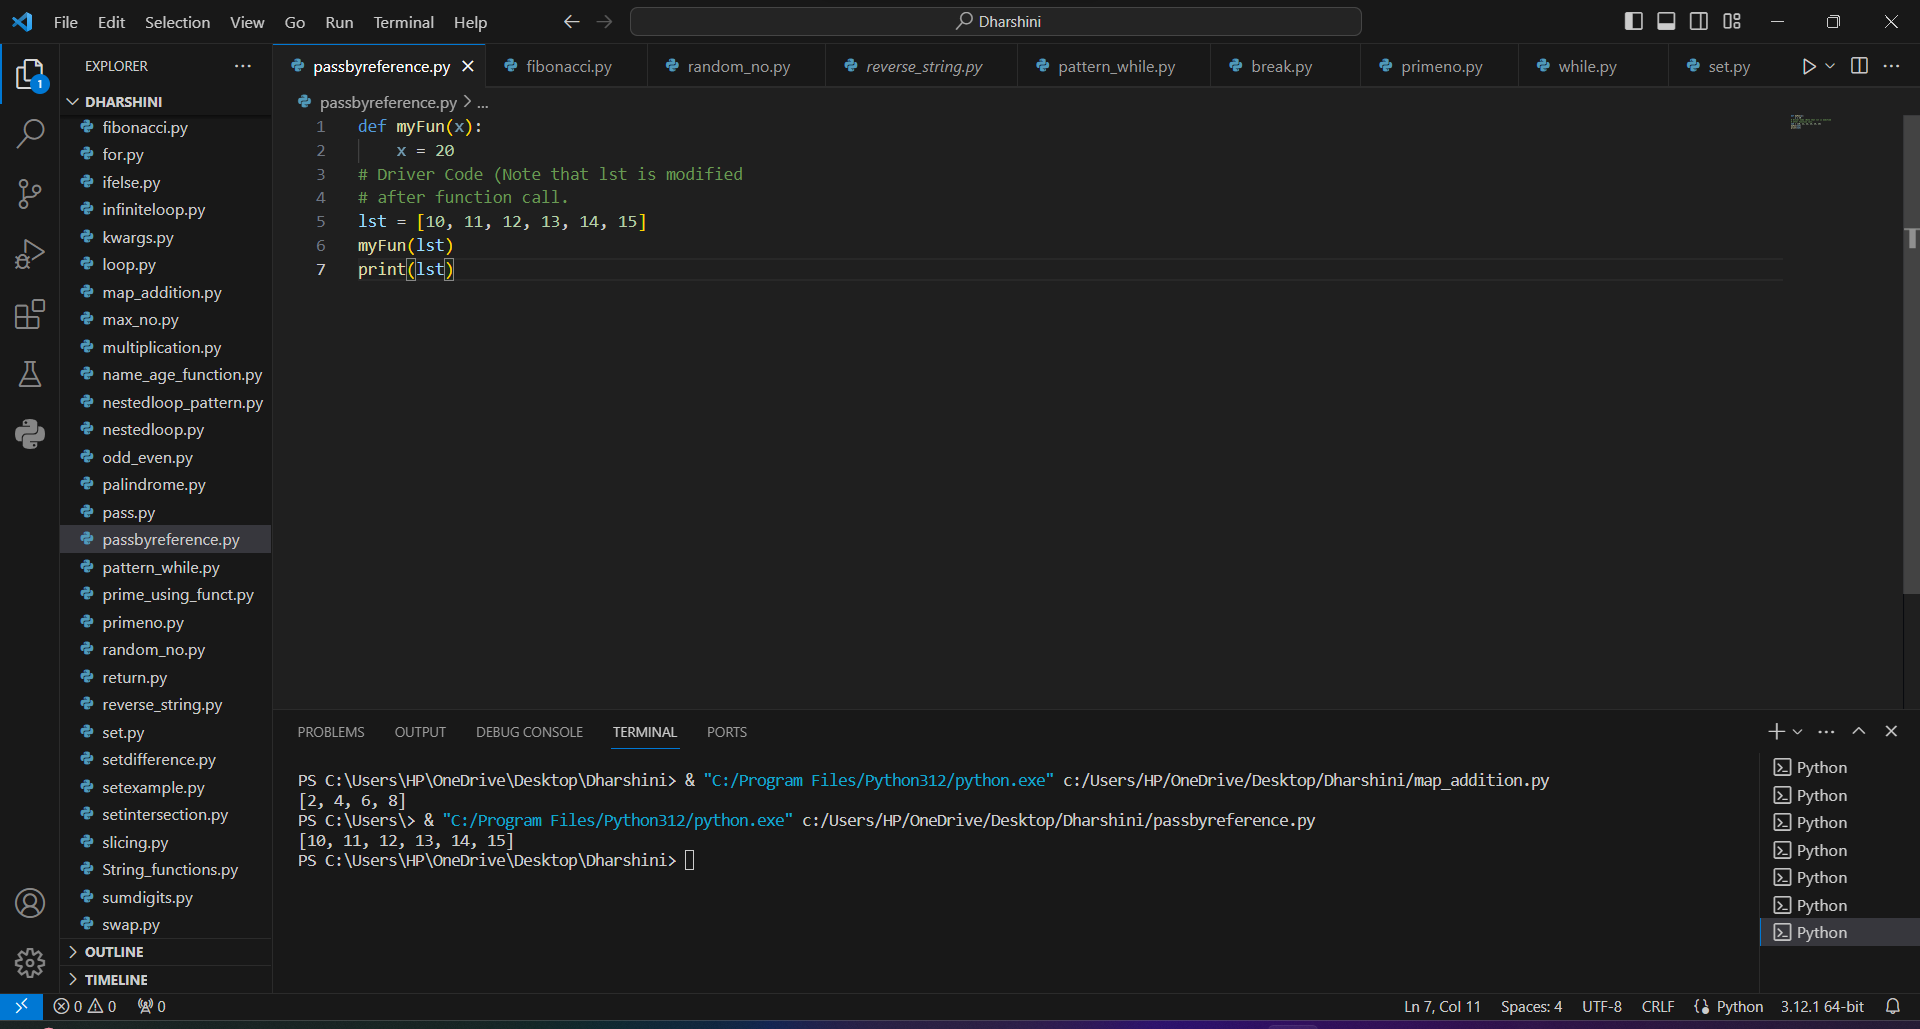 File Edit Selection View Go Run Terminal Help
Dharshini
EXPLORER
DHARSHINI
fibonacci.py
for.py
ifelse.py
infiniteloop.py
kwargs.py
loop.py
map_addition.py
max_no.py
multiplication.py
name_age_function.py
nestedloop_pattern.py
nestedloop.py
odd_even.py
palindrome.py
pass.py
passbyreference.py
pattern_while.py
prime_using_funct.py
primeno.py
random_no.py
return.py
reverse_string.py
set.py
setdifference.py
setexample.py
setintersection.py
slicing.py
String_functions.py
sumdigits.py
swap.py
OUTLINE
TIMELINE
1
passbyreference.py fibonacci.py random_no.py reverse_string.py pattern_while.py break.py primeno.py while.py set.py
passbyreference.py > ...
1 def myFun(x):
2     x = 20
3 # Driver Code (Note that lst is modified
4 # after function call.
5 lst = [10, 11, 12, 13, 14, 15]
6 myFun(lst)
7 print(lst)
PROBLEMS OUTPUT DEBUG CONSOLE TERMINAL PORTS
PS C:\Users\HP\OneDrive\Desktop\Dharshini> & "C:/Program Files/Python312/python.exe" c:/Users/HP/OneDrive/Desktop/Dharshini/map_addition.py
[2, 4, 6, 8]
PS C:\Users\> & "C:/Program Files/Python312/python.exe" c:/Users/HP/OneDrive/Desktop/Dharshini/passbyreference.py
[10, 11, 12, 13, 14, 15]
PS C:\Users\HP\OneDrive\Desktop\Dharshini>
Python
Python
Python
Python
Python
Python
Python
0 0 0
Ln 7, Col 11 Spaces: 4 UTF-8 CRLF Python 3.12.1 64-bit